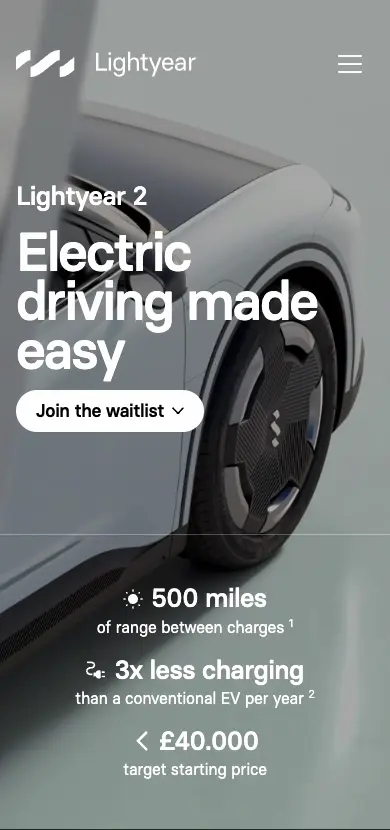 Lightyear
Lightyear 2
Electric
driving made
easy
Join the waitlist
500 miles
of range between charges ¹
3x less charging
than a conventional EV per year ²
< £40.000
target starting price